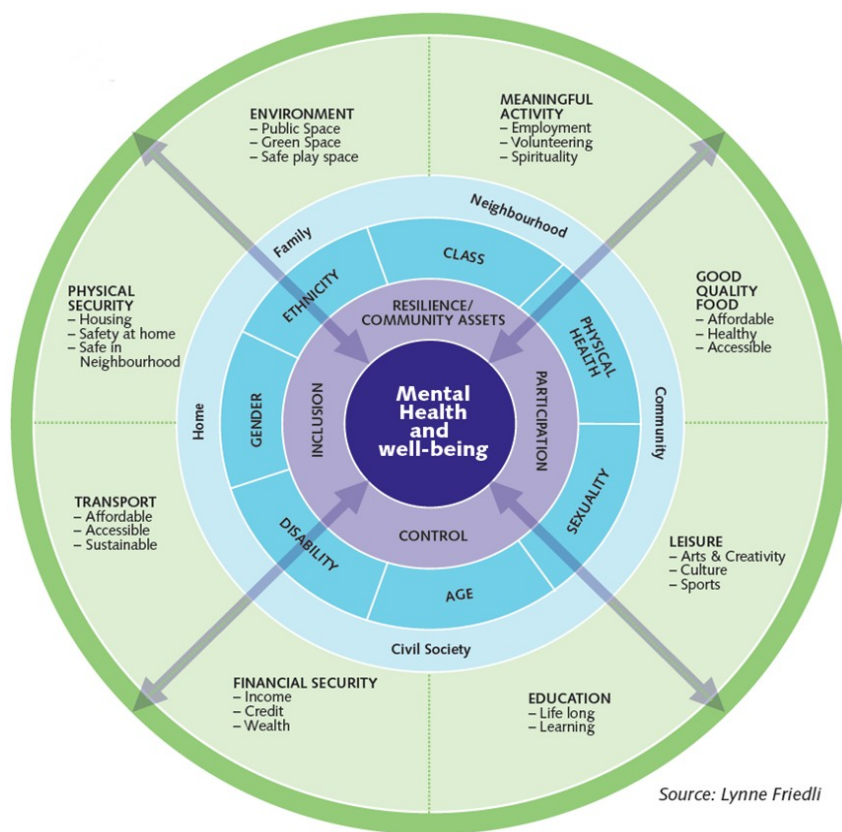 ENVIRONMENT
– Public Space
– Green Space
– Safe play space
MEANINGFUL
ACTIVITY
– Employment
– Volunteering
– Spirituality
PHYSICAL
SECURITY
– Housing
– Safety at home
– Safe in
Neighbourhood
GOOD
QUALITY
FOOD
– Affordable
– Healthy
– Accessible
TRANSPORT
– Affordable
– Accessible
– Sustainable
LEISURE
– Arts & Creativity
– Culture
– Sports
FINANCIAL SECURITY
– Income
– Credit
– Wealth
EDUCATION
– Life long
– Learning
Family
Neighbourhood
Home
Community
Civil Society
ETHNICITY
CLASS
PHYSICAL
HEALTH
GENDER
SEXUALITY
DISABILITY
AGE
RESILIENCE/
COMMUNITY ASSETS
INCLUSION
PARTICIPATION
CONTROL
Mental
Health
and
well-being
Source: Lynne Friedli